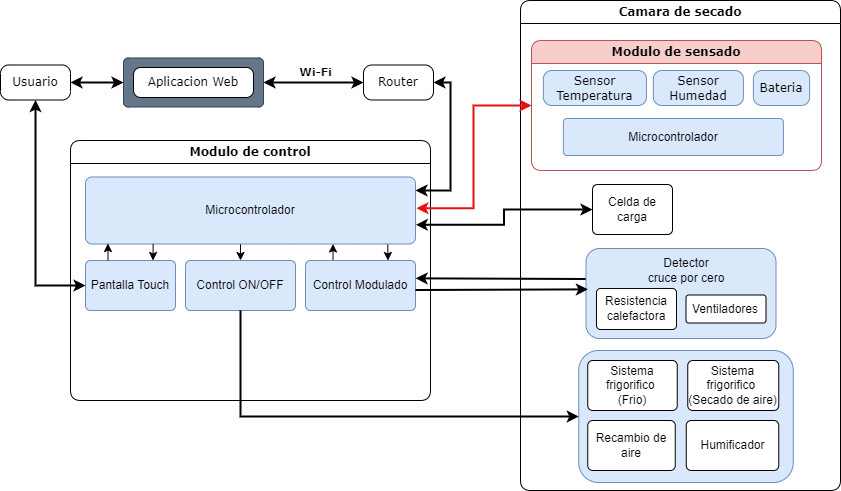 Camara de secado
Modulo de sensado
Sensor
Temperatura
Sensor
Humedad
Bateria
Microcontrolador
Usuario
Aplicacion Web
Wi-Fi
Router
Modulo de control
Microcontrolador
Pantalla Touch
Control ON/OFF
Control Modulado
Celda de
carga
Detector
cruce por cero
Resistencia
calefactora
Ventiladores
Sistema
frigorifico
(Frio)
Sistema
frigorifico
(Secado de aire)
Recambio de
aire
Humificador